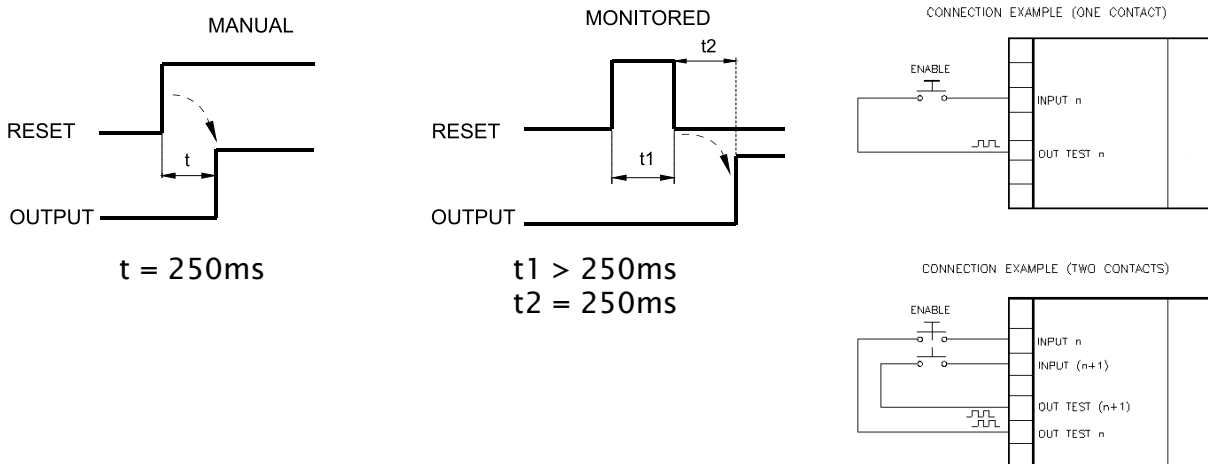 MANUAL
RESET
t
OUTPUT
t = 250ms
MONITORED
t2
RESET
t1
OUTPUT
t1 > 250ms
t2 = 250ms
CONNECTION EXAMPLE (ONE CONTACT)
ENABLE
INPUT n
OUT TEST n
CONNECTION EXAMPLE (TWO CONTACTS)
ENABLE
INPUT n
INPUT (n+1)
OUT TEST (n+1)
OUT TEST n